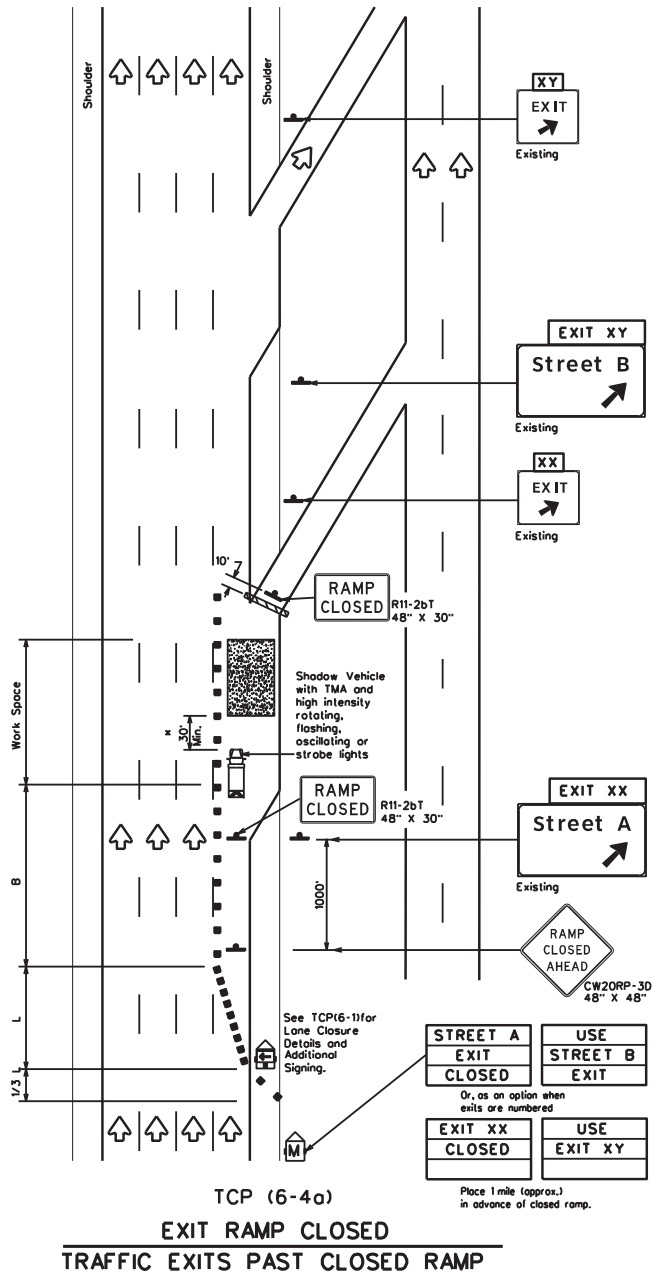 Shoulder
Shoulder
XY
EXIT
Existing
EXIT XY
Street B
Existing
XX
EXIT
Existing
10'
RAMP
CLOSED
R11-2bT
48" X 30"
Work Space
30'
Min.
Shadow Vehicle
with TMA and
high intensity
rotating,
flashing,
oscillating or
strobe lights
RAMP
CLOSED
R11-2bT
48" X 30"
EXIT XX
Street A
Existing
B
1000'
RAMP
CLOSED
AHEAD
CW20RP-3D
48" X 48"
L
See TCP(6-1)for
Lane Closure
Details and
Additional
Signing.
1/3 L
STREET A
EXIT
CLOSED
USE
STREET B
EXIT
Or, as an option when
exits are numbered
M
EXIT XX
CLOSED
USE
EXIT XY
Place 1 mile (approx.)
in advance of closed ramp.
TCP (6-4a)
EXIT RAMP CLOSED
TRAFFIC EXITS PAST CLOSED RAMP